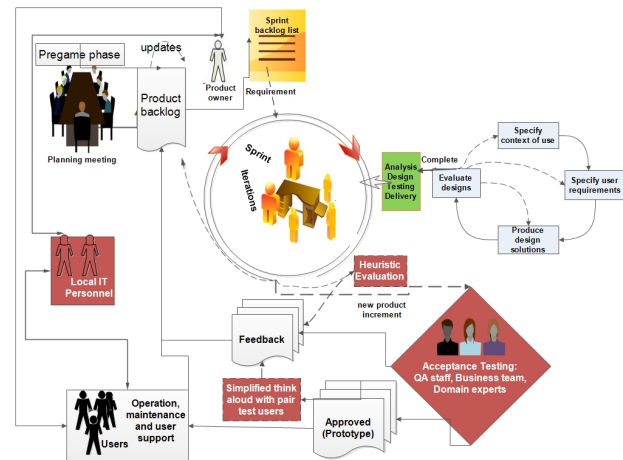 Pregame phase
updates
Product
backlog
Planning meeting
Product
owner
Sprint
backlog list
Requirement
Sprint
Iterations
Analysis
Design
Testing
Delivery
Complete
Specify
context of use
Evaluate
designs
Specify user
requirements
Produce
design
solutions
Local IT
Personnel
Heuristic
Evaluation
new product
increment
Feedback
Acceptance Testing:
QA staff, Business team,
Domain experts
Simplified think
aloud with pair
test users
Approved
(Prototype)
Operation,
maintenance
and user
support
Users